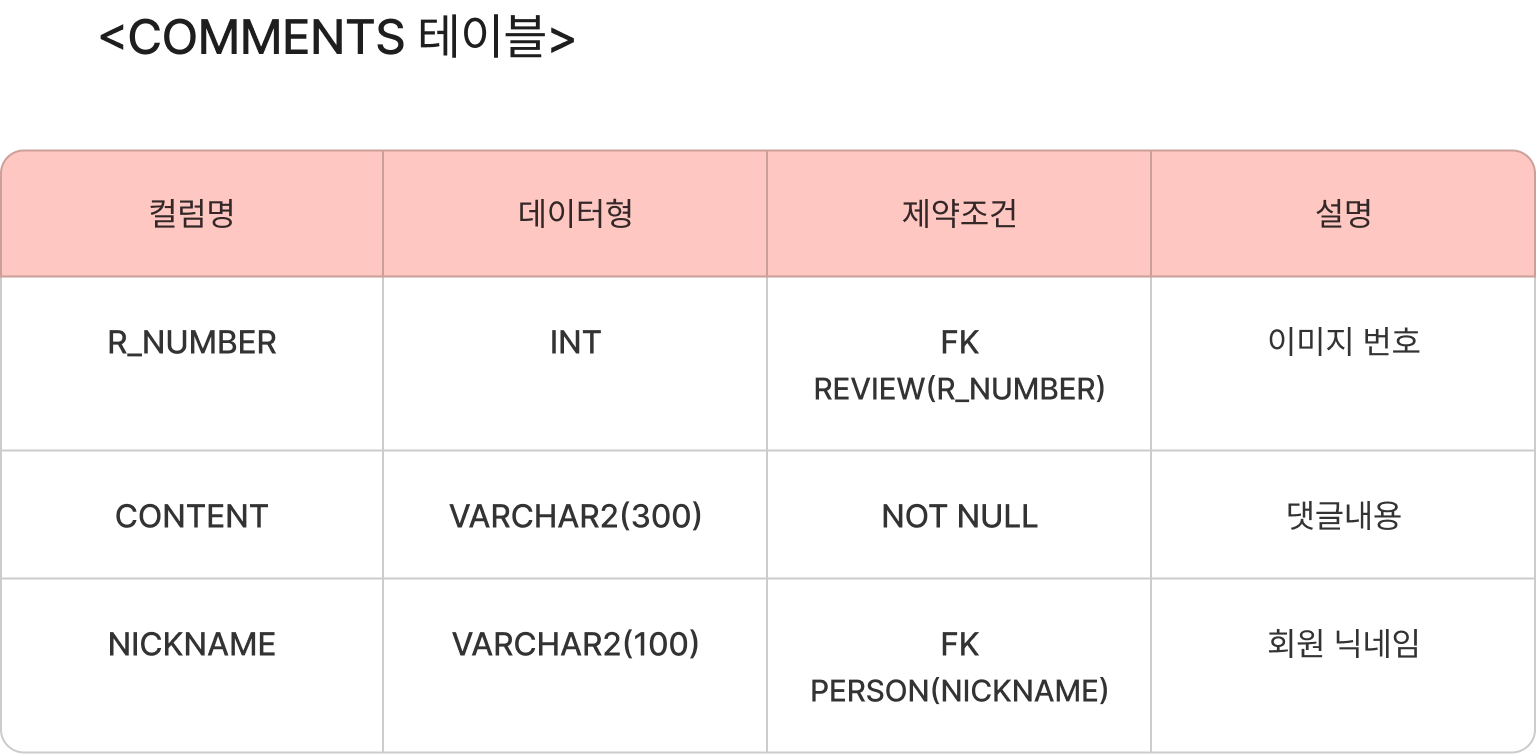 <COMMENTS 테이블>
컬럼명 데이터형 제약조건 설명
R_NUMBER INT FK 이미지 번호
REVIEW(R_NUMBER)
CONTENT VARCHAR2(300) NOT NULL 댓글내용
NICKNAME VARCHAR2(100) FK 회원 닉네임
PERSON(NICKNAME)